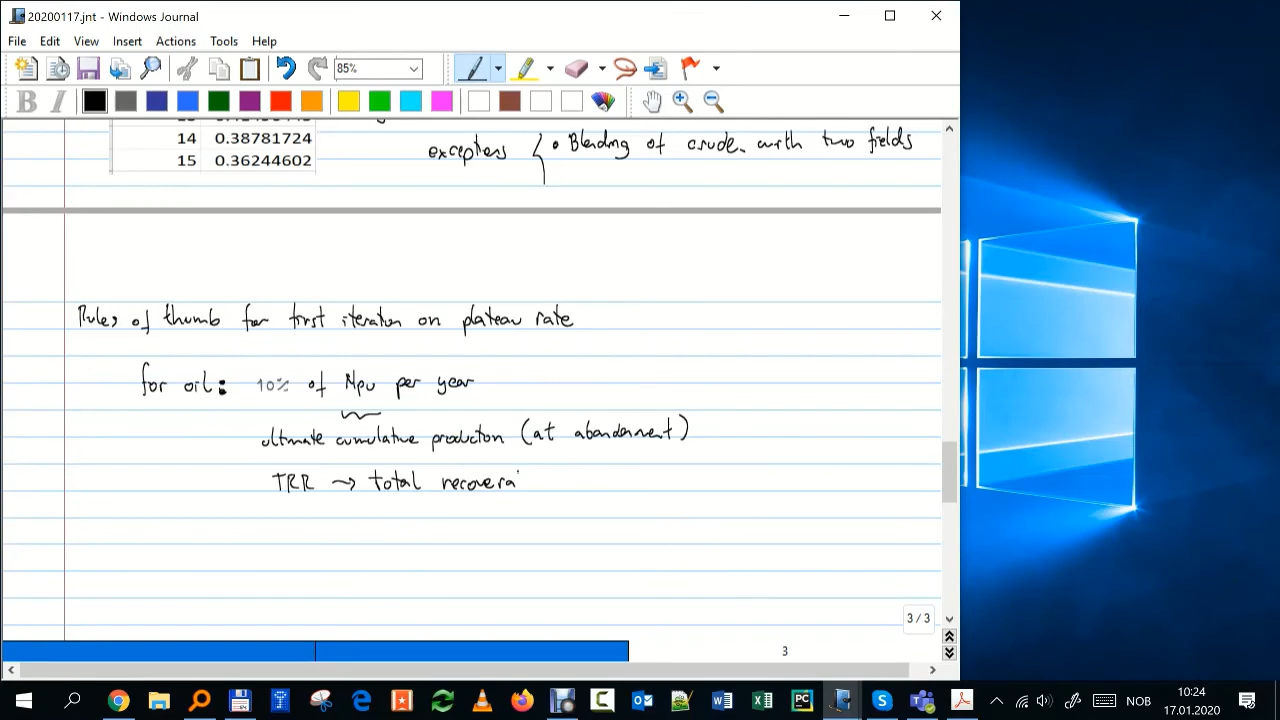 20200117.jnt - Windows Journal
File Edit View Insert Actions Tools Help
85%
14 0.38781724
15 0.36244602
exceptions
• Blending of crude with two fields
Rules of thumb for first iteration on plateau rate
for oil: 10% of Npu per year
ultimate cumulative production (at abandonment)
TRR → total recovera
3 / 3
3
NOB
10:24
17.01.2020